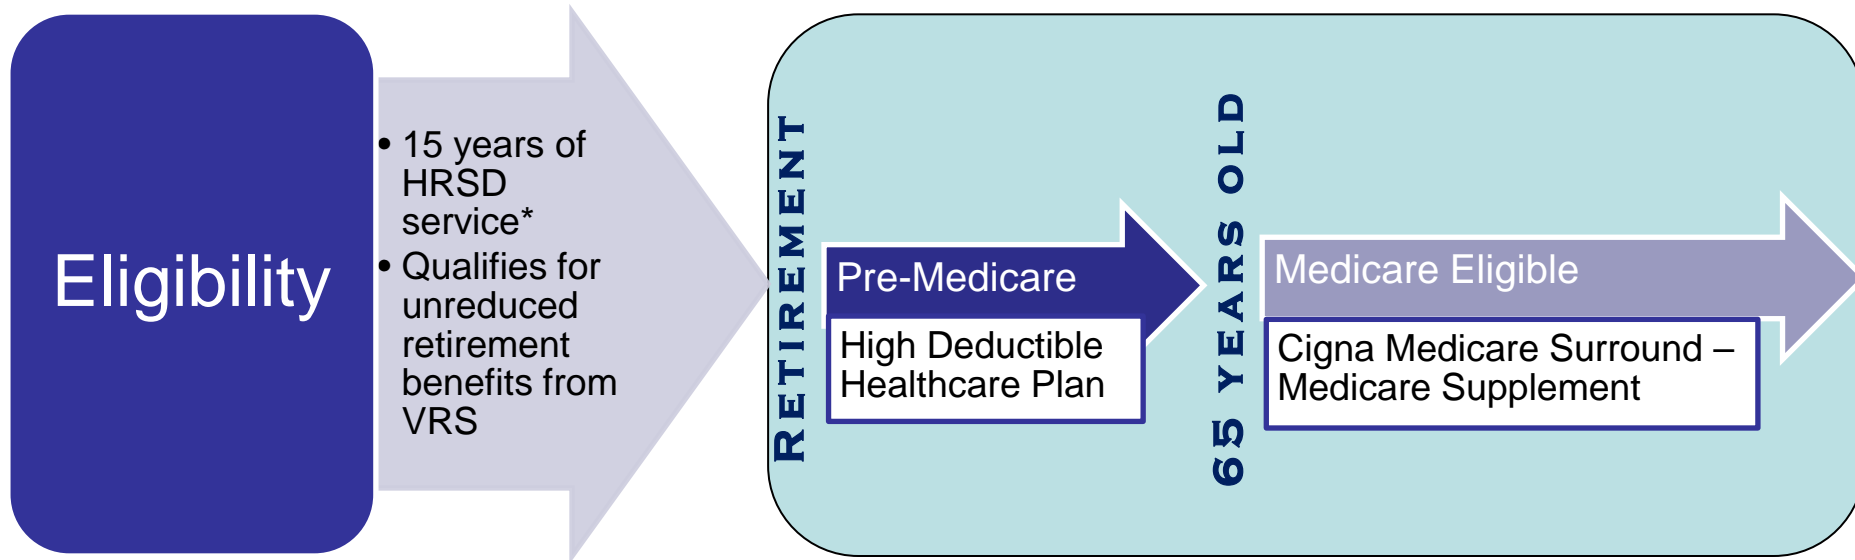 Eligibility
• 15 years of
HRSD
service*
• Qualifies for
unreduced
retirement
benefits from
VRS
RETIREMENT
Pre-Medicare
High Deductible
Healthcare Plan
65 YEARS OLD
Medicare Eligible
Cigna Medicare Surround –
Medicare Supplement